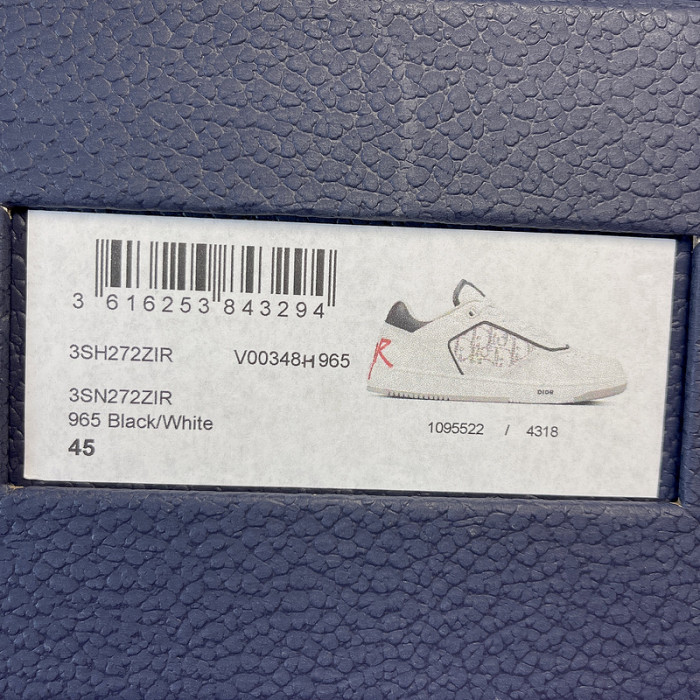 3 616253 843294
3SH272ZIR V00348H965
3SN272ZIR
965 Black/White
45
R
DIOR
1095522 / 4318